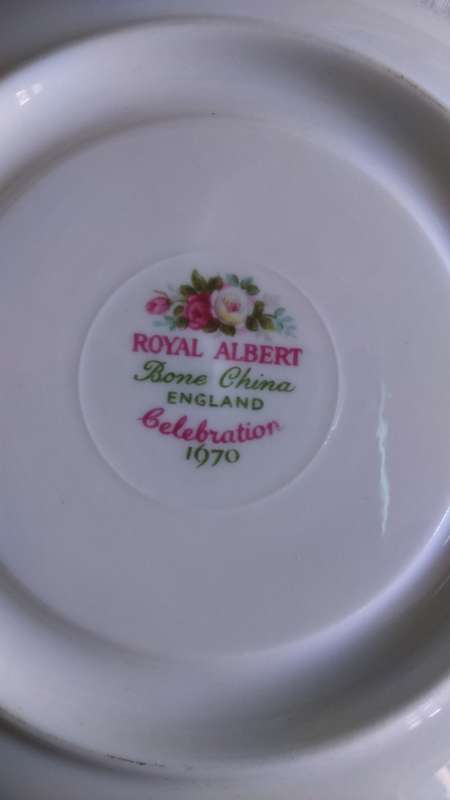 ROYAL ALBERT
Bone China
ENGLAND
Celebration
1970